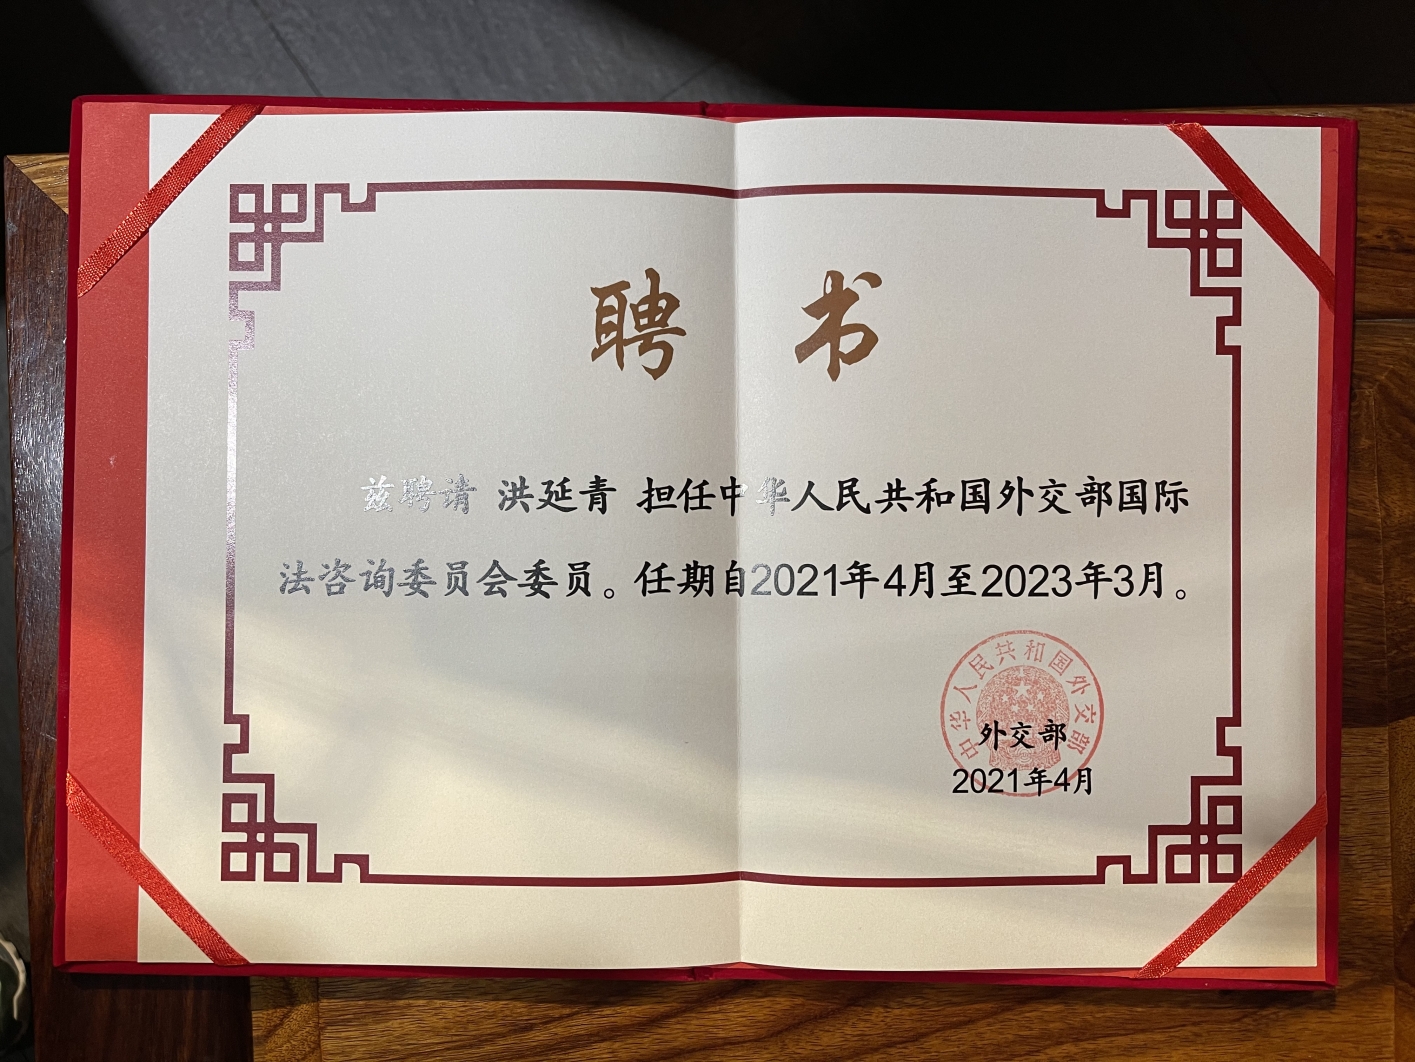 聘 书
兹聘请 洪延青 担任中华人民共和国外交部国际
法咨询委员会委员。任期自2021年4月至2023年3月。
中华人民共和国外交部
外交部
2021年4月